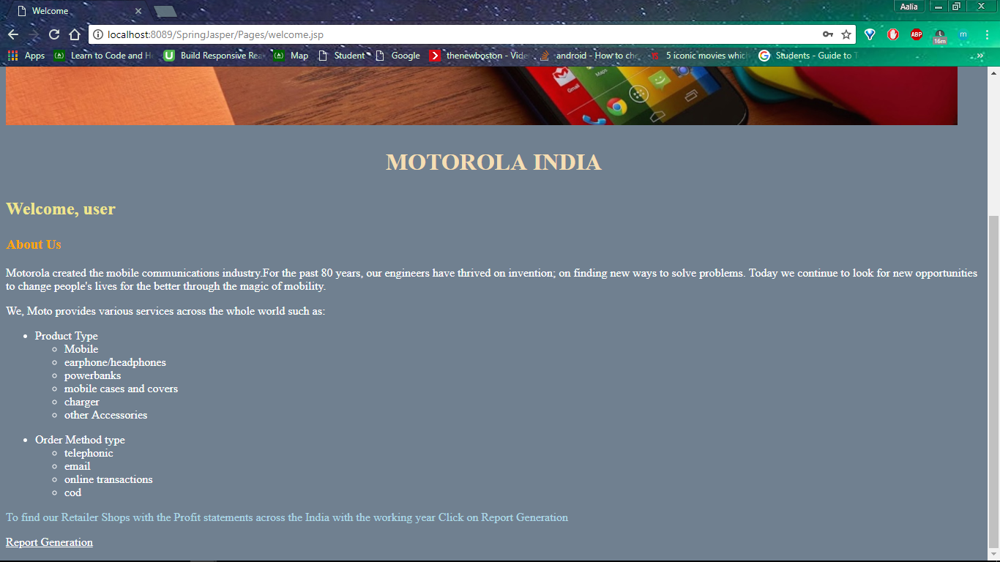 Welcome
Aalia
localhost:8089/SpringJasper/Pages/welcome.jsp
ABP
16m
m
Apps
Learn to Code and H
Build Responsive Rea
Map
Student
Google
thenewboston - Vide
android - How to che
5 iconic movies which
Students - Guide to T
Gmail
Maps
MOTOROLA INDIA
Welcome, user
About Us
Motorola created the mobile communications industry.For the past 80 years, our engineers have thrived on invention; on finding new ways to solve problems. Today we continue to look for new opportunities
to change people's lives for the better through the magic of mobility.
We, Moto provides various services across the whole world such as:
Product Type
Mobile
earphone/headphones
powerbanks
mobile cases and covers
charger
other Accessories
Order Method type
telephonic
email
online transactions
cod
To find our Retailer Shops with the Profit statements across the India with the working year Click on Report Generation
Report Generation